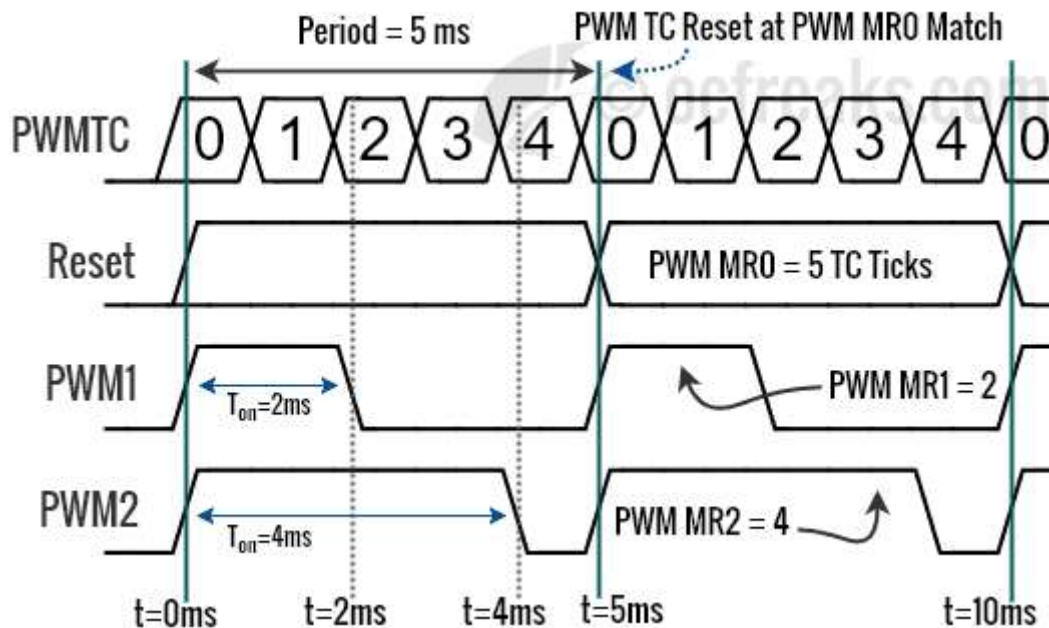 Period = 5 ms
PWM TC Reset at PWM MR0 Match
© ocfreaks.com
PWMTC 0 1 2 3 4 0 1 2 3 4 0
Reset PWM MR0 = 5 TC Ticks
PWM1 Ton=2ms PWM MR1 = 2
PWM2 Ton=4ms PWM MR2 = 4
t=0ms t=2ms t=4ms t=5ms t=10ms